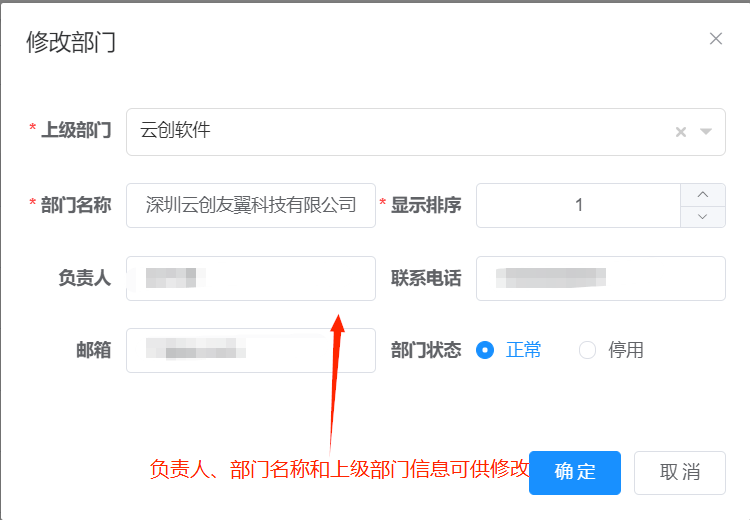 修改部门
* 上级部门 云创软件
* 部门名称 深圳云创友翼科技有限公司 * 显示排序 1
负责人 联系电话
邮箱 部门状态 正常 停用
负责人、部门名称和上级部门信息可供修改 确定 取消